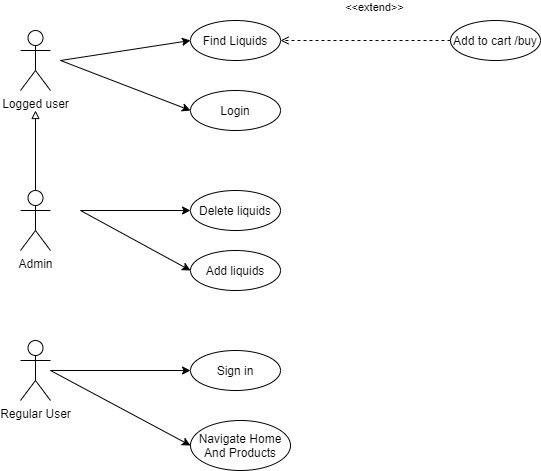 <<extend>>
Find Liquids
Add to cart /buy
Logged user
Login
Delete liquids
Admin
Add liquids
Sign in
Regular User
Navigate Home
And Products